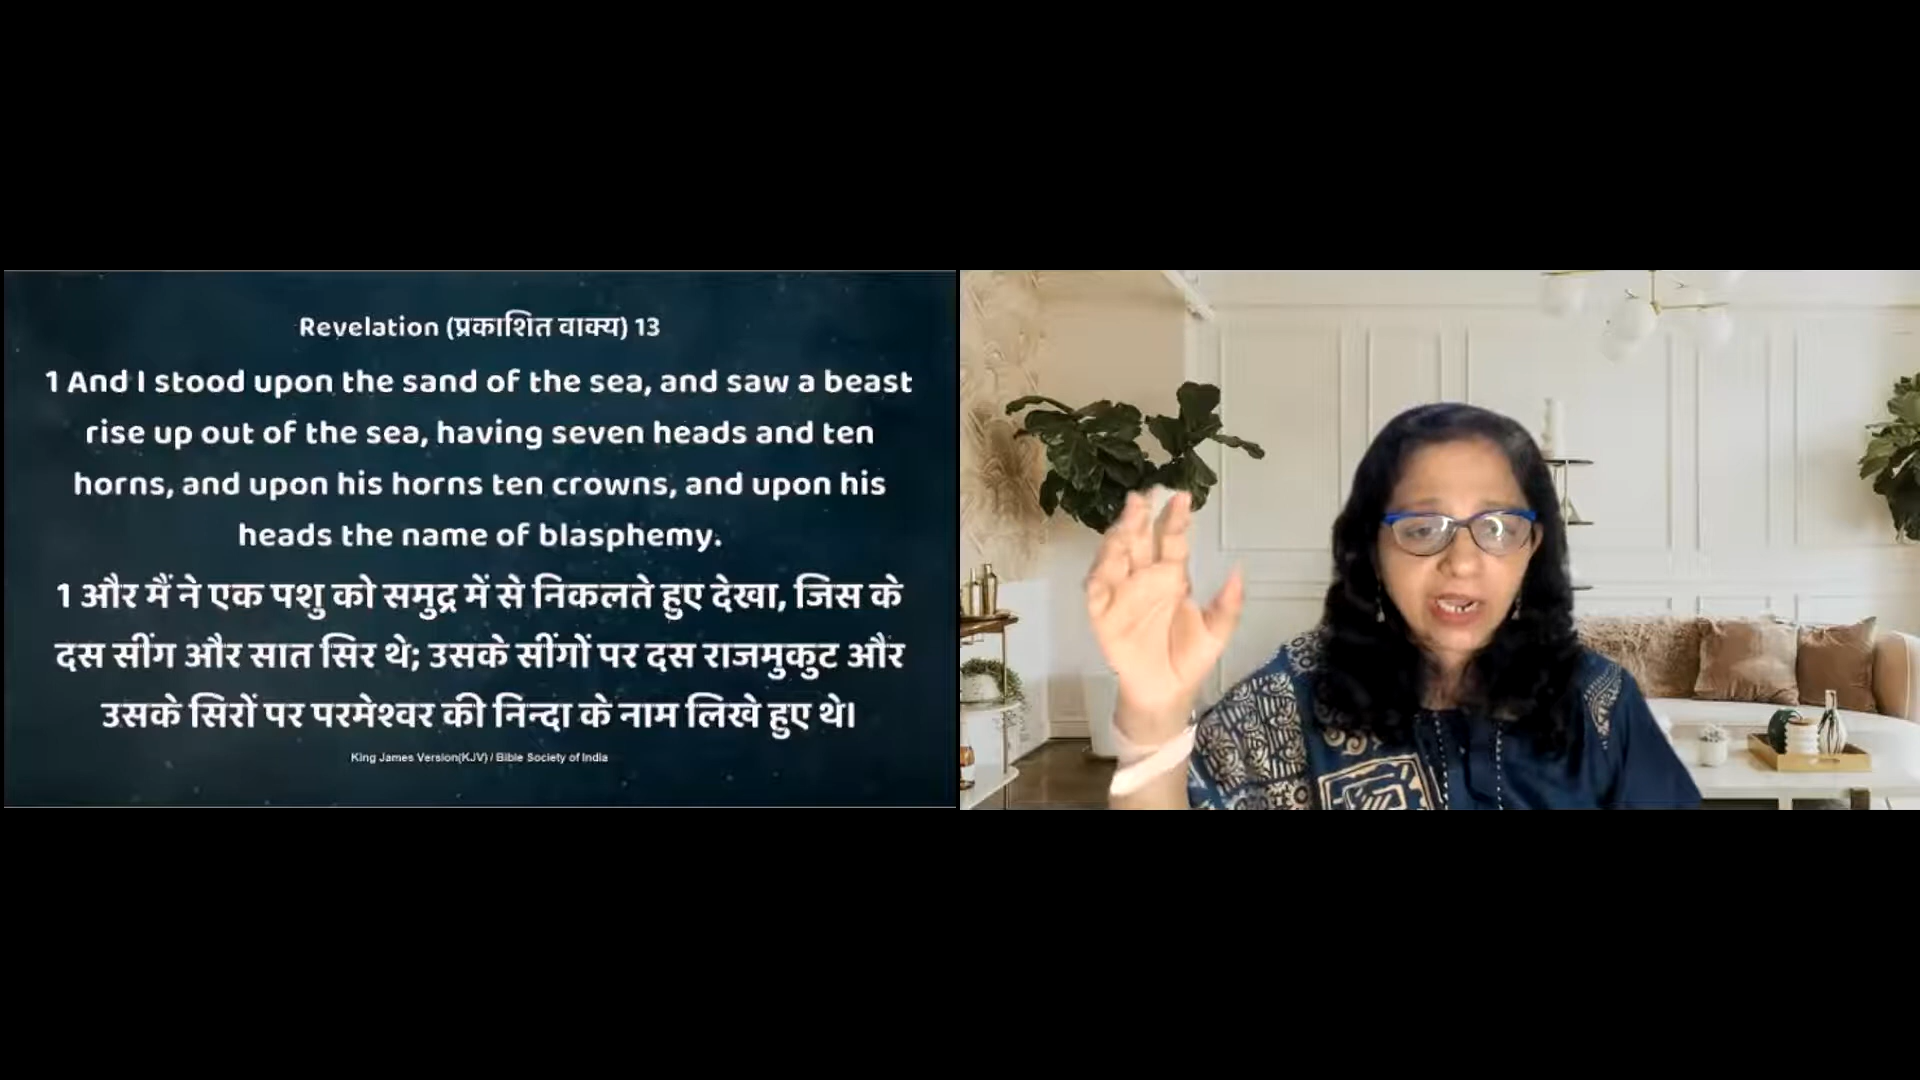 Revelation (प्रकाशित वाक्य) 13
1 And I stood upon the sand of the sea, and saw a beast
rise up out of the sea, having seven heads and ten
horns, and upon his horns ten crowns, and upon his
heads the name of blasphemy.
1 और मैं ने एक पशु को समुद्र में से निकलते हुए देखा, जिस के
दस सींग और सात सिर थे; उसके सींगों पर दस राजमुकुट और
उसके सिरों पर परमेश्वर की निन्दा के नाम लिखे हुए थे।
King James Version(KJV) / Bible Society of India